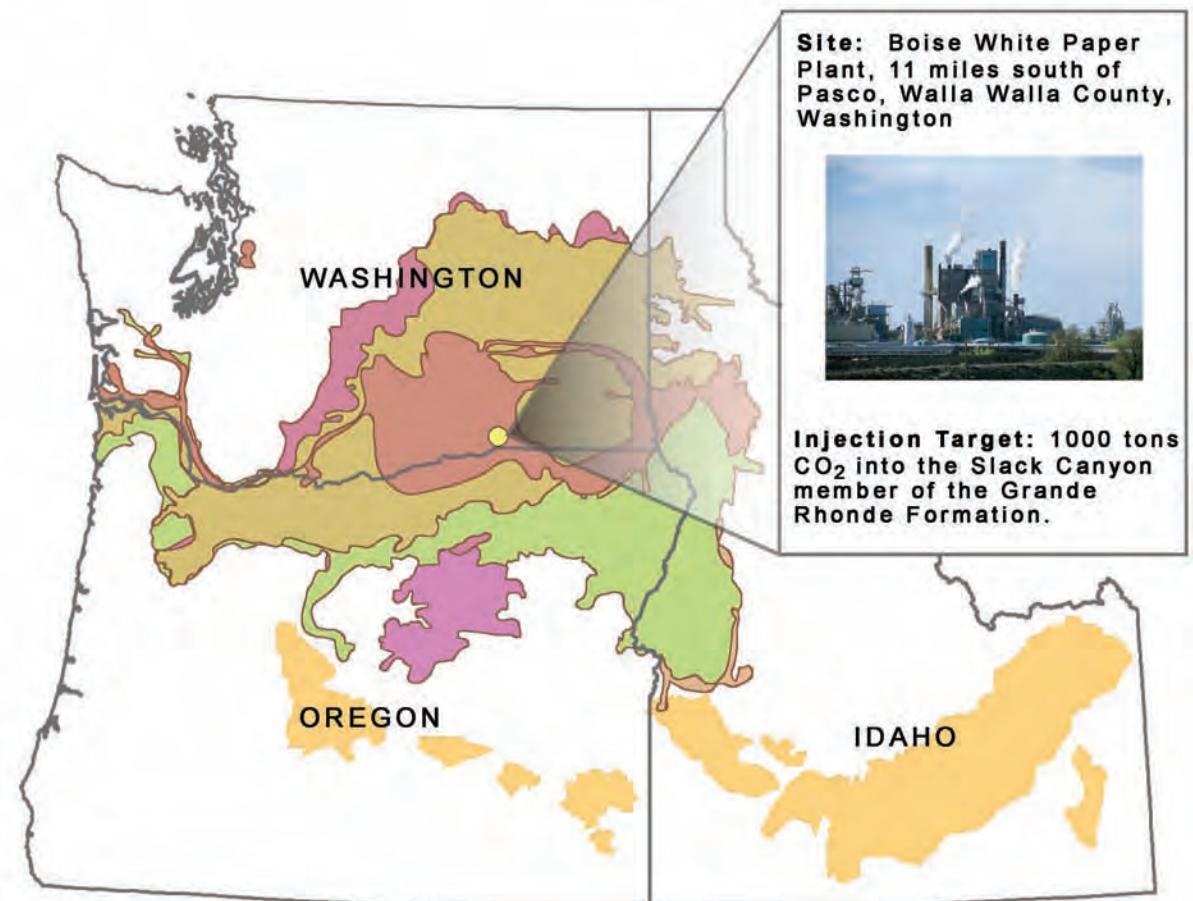 Site: Boise White Paper
Plant, 11 miles south of
Pasco, Walla Walla County,
Washington
WASHINGTON
Injection Target: 1000 tons
CO₂ into the Slack Canyon
member of the Grande
Rhonde Formation.
OREGON
IDAHO